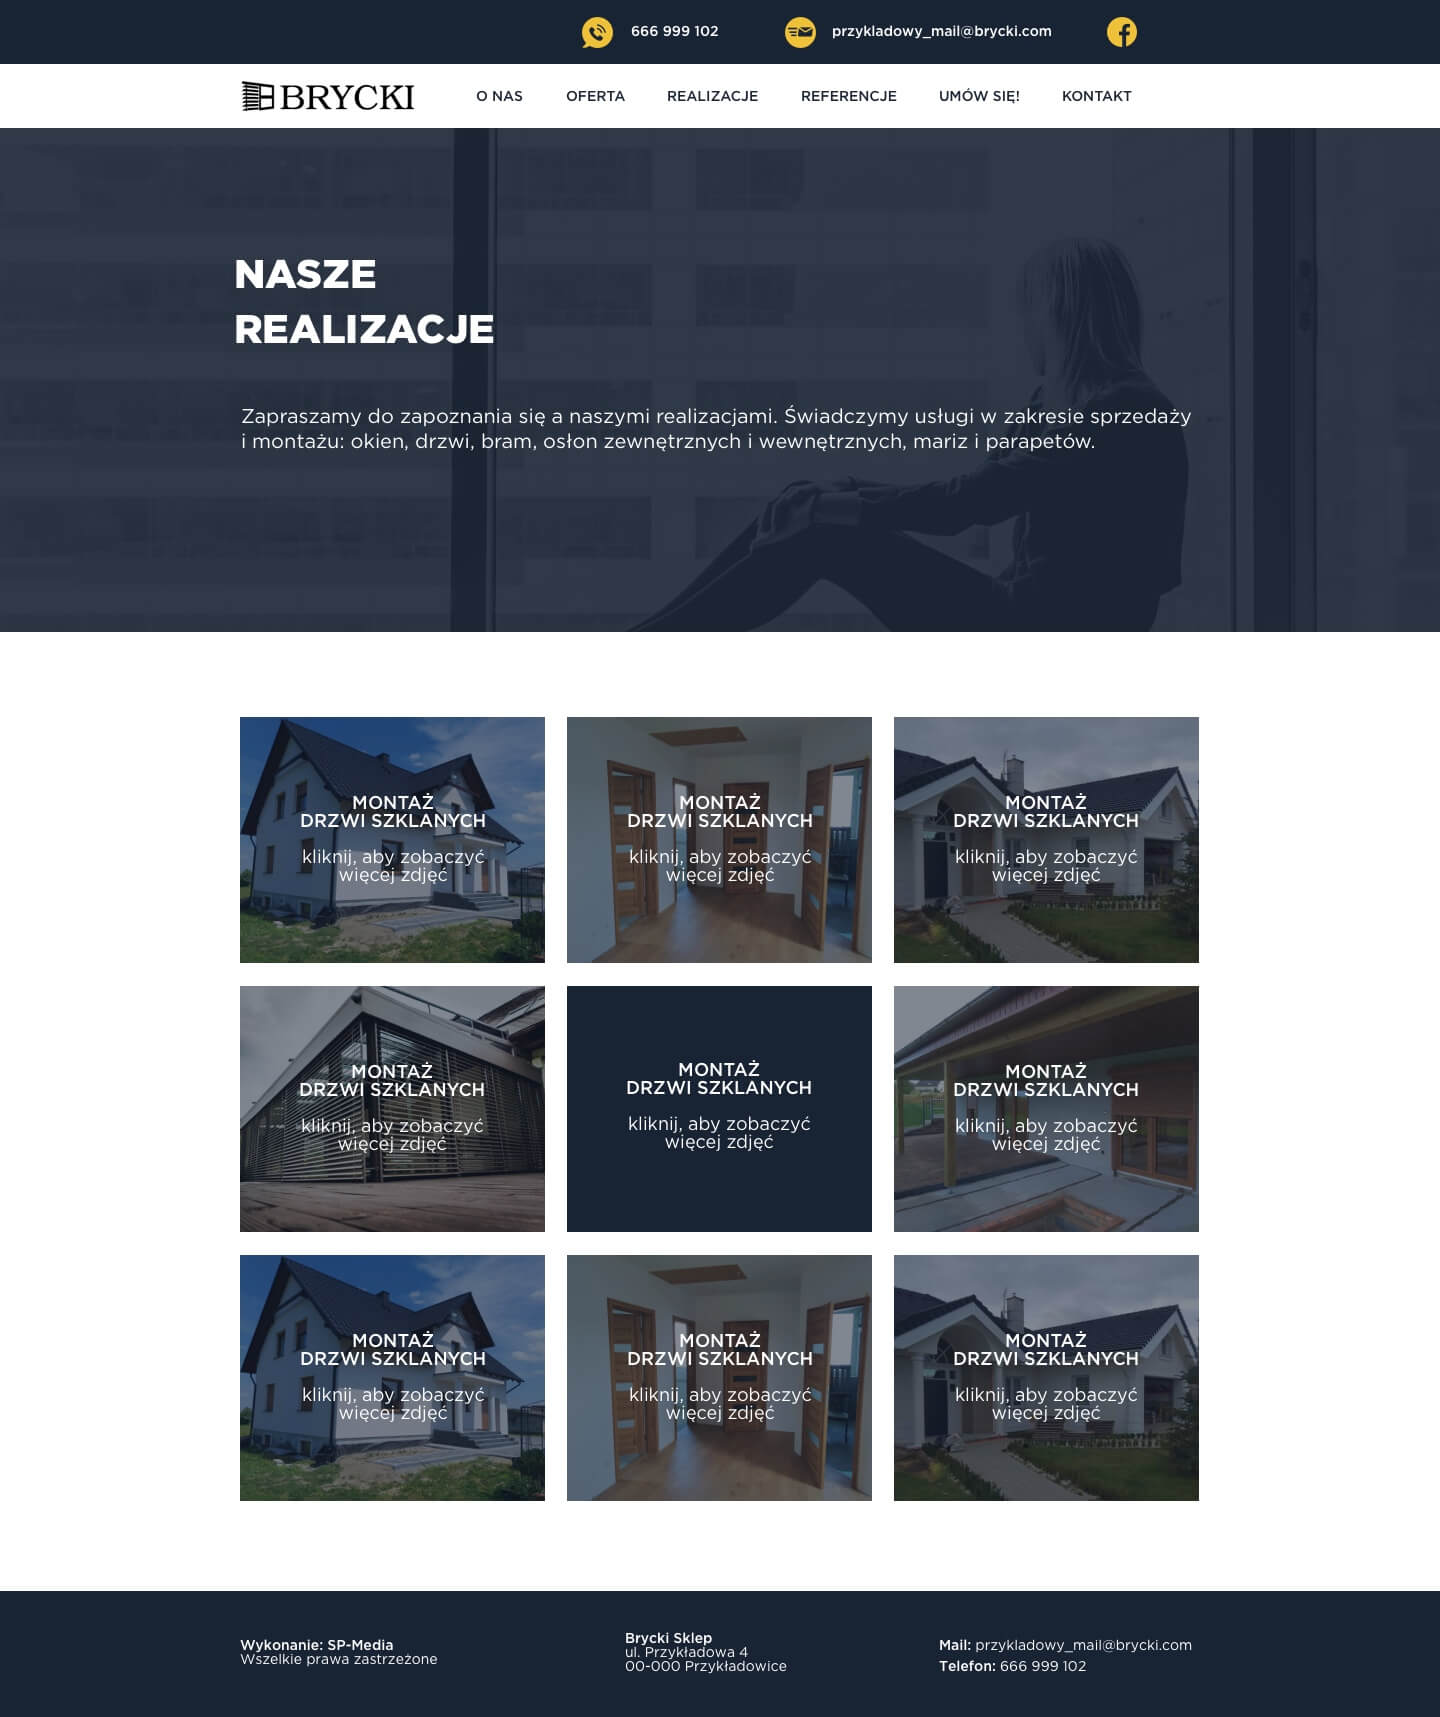 666 999 102
przykladowy_mail@brycki.com
BRYCKI
O NAS
OFERTA
REALIZACJE
REFERENCJE
UMÓW SIĘ!
KONTAKT
NASZE
REALIZACJE
Zapraszamy do zapoznania się a naszymi realizacjami. Świadczymy usługi w zakresie sprzedaży
i montażu: okien, drzwi, bram, osłon zewnętrznych i wewnętrznych, mariz i parapetów.
MONTAŻ
DRZWI SZKLANYCH
kliknij, aby zobaczyć
więcej zdjęć
MONTAŻ
DRZWI SZKLANYCH
kliknij, aby zobaczyć
więcej zdjęć
MONTAŻ
DRZWI SZKLANYCH
kliknij, aby zobaczyć
więcej zdjęć
MONTAŻ
DRZWI SZKLANYCH
kliknij, aby zobaczyć
więcej zdjęć
MONTAŻ
DRZWI SZKLANYCH
kliknij, aby zobaczyć
więcej zdjęć
MONTAŻ
DRZWI SZKLANYCH
kliknij, aby zobaczyć
więcej zdjęć
MONTAŻ
DRZWI SZKLANYCH
kliknij, aby zobaczyć
więcej zdjęć
MONTAŻ
DRZWI SZKLANYCH
kliknij, aby zobaczyć
więcej zdjęć
MONTAŻ
DRZWI SZKLANYCH
kliknij, aby zobaczyć
więcej zdjęć
Wykonanie: SP-Media
Wszelkie prawa zastrzeżone
Brycki Sklep
ul. Przykładowa 4
00-000 Przykładowice
Mail: przykladowy_mail@brycki.com
Telefon: 666 999 102